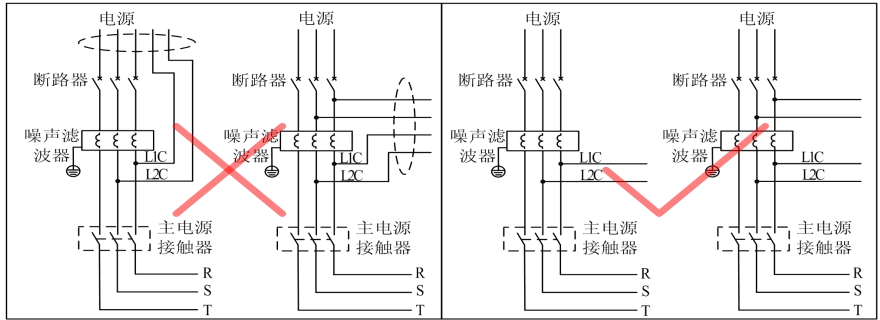 电源
断路器
噪声滤
波器
L1C
L2C
主电源
接触器
R
S
T
电源
断路器
噪声滤
波器
L1C
L2C
主电源
接触器
R
S
T
电源
断路器
噪声滤
波器
L1C
L2C
主电源
接触器
R
S
T
电源
断路器
噪声滤
波器
L1C
L2C
主电源
接触器
R
S
T